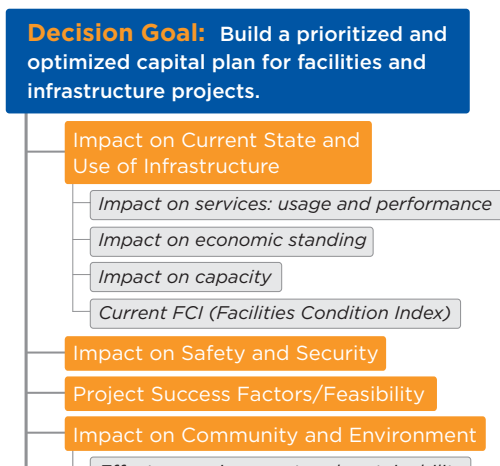 Decision Goal: Build a prioritized and
optimized capital plan for facilities and
infrastructure projects.
Impact on Current State and
Use of Infrastructure
Impact on services: usage and performance
Impact on economic standing
Impact on capacity
Current FCI (Facilities Condition Index)
Impact on Safety and Security
Project Success Factors/Feasibility
Impact on Community and Environment